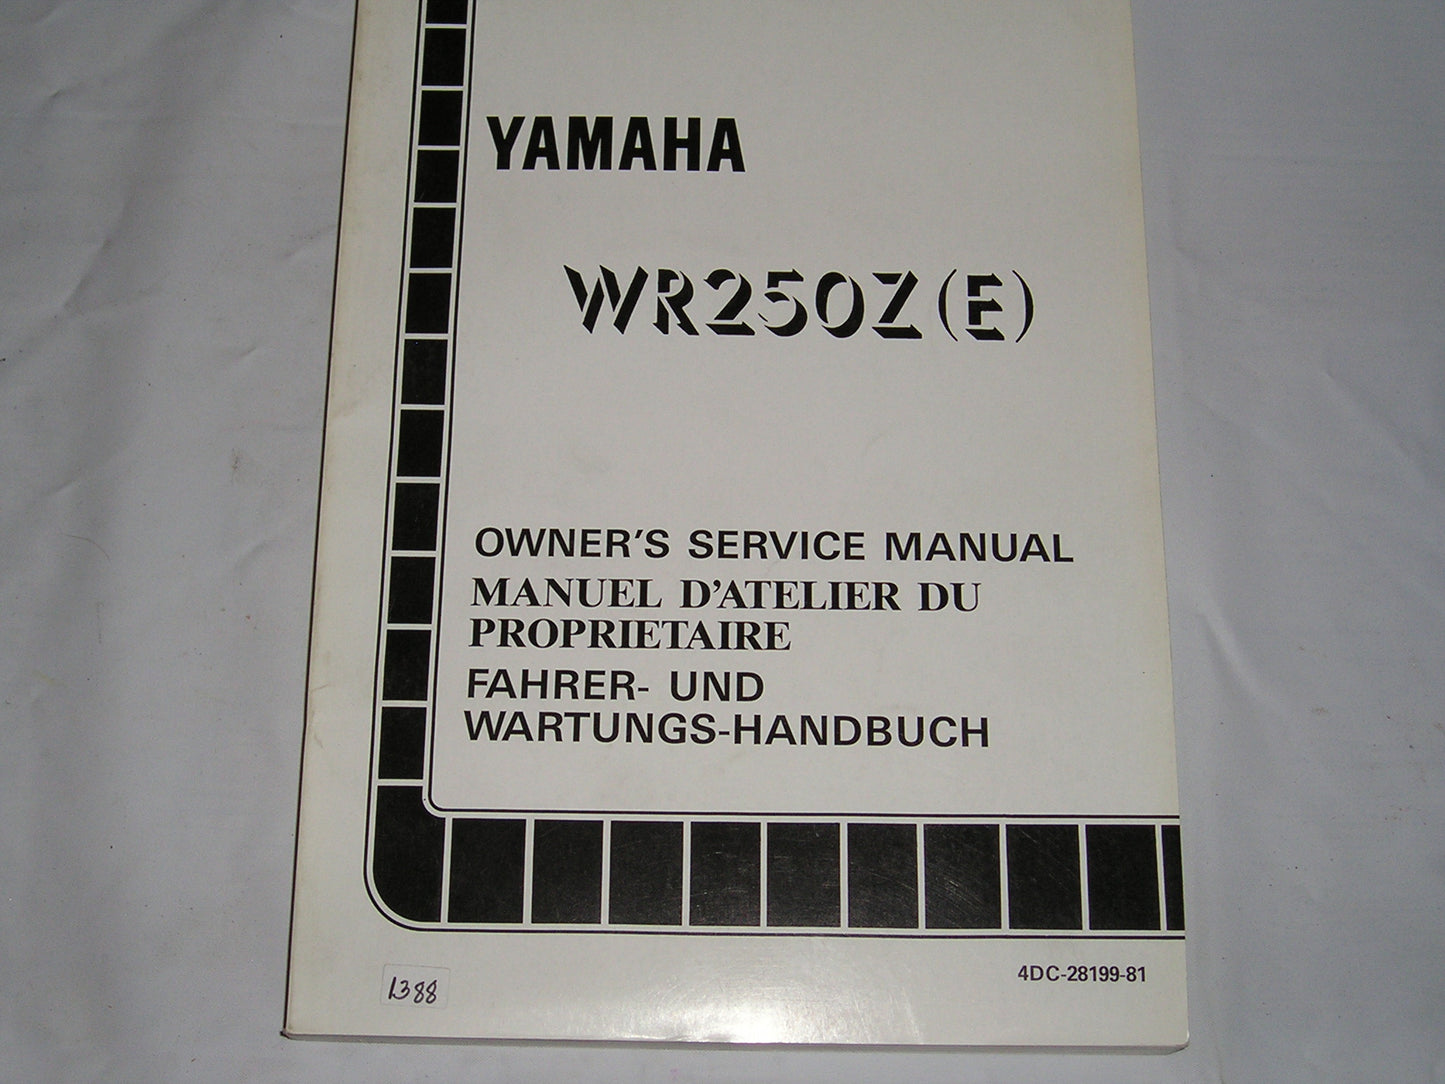 YAMAHA
WR250Z(E)
OWNER'S SERVICE MANUAL
MANUEL D'ATELIER DU
PROPRIETAIRE
FAHRER- UND
WARTUNGS-HANDBUCH
4DC-28199-81
1388